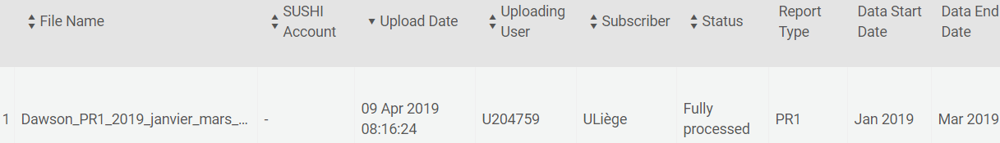 File Name
SUSHI
Account
Upload Date
Uploading
User
Subscriber
Status
Report
Type
Data Start
Date
Data End
Date
1
Dawson_PR1_2019_janvier_mars_...
-
09 Apr 2019
08:16:24
U204759
ULiège
Fully
processed
PR1
Jan 2019
Mar 2019